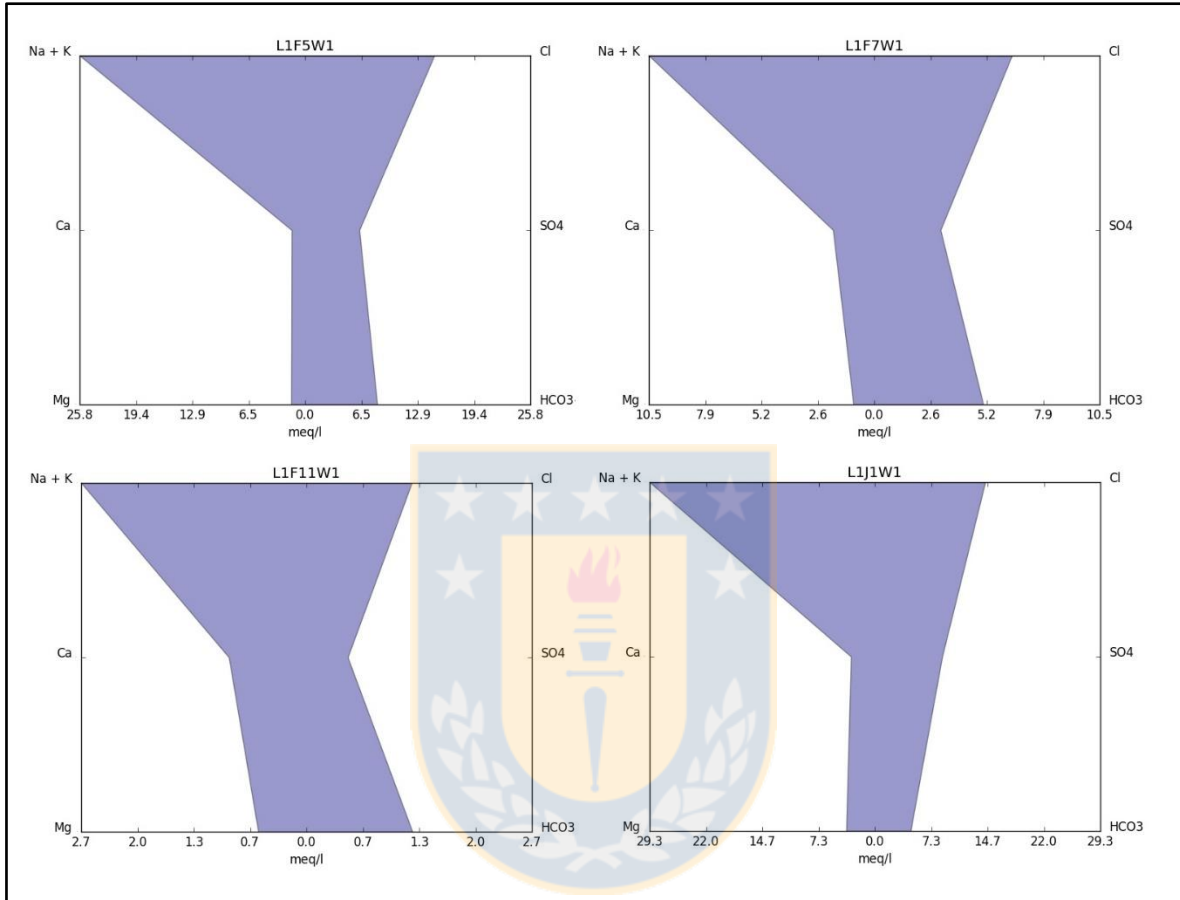 L1F5W1
Na + K Cl
Ca SO4
Mg HCO3
25.8 19.4 12.9 6.5 0.0 6.5 12.9 19.4 25.8
meq/l
L1F7W1
Na + K Cl
Ca SO4
Mg HCO3
10.5 7.9 5.2 2.6 0.0 2.6 5.2 7.9 10.5
meq/l
L1F11W1
Na + K Cl
Ca SO4
Mg HCO3
2.7 2.0 1.3 0.7 0.0 0.7 1.3 2.0 2.7
meq/l
L1J1W1
Na + K Cl
Ca SO4
Mg HCO3
29.3 22.0 14.7 7.3 0.0 7.3 14.7 22.0 29.3
meq/l